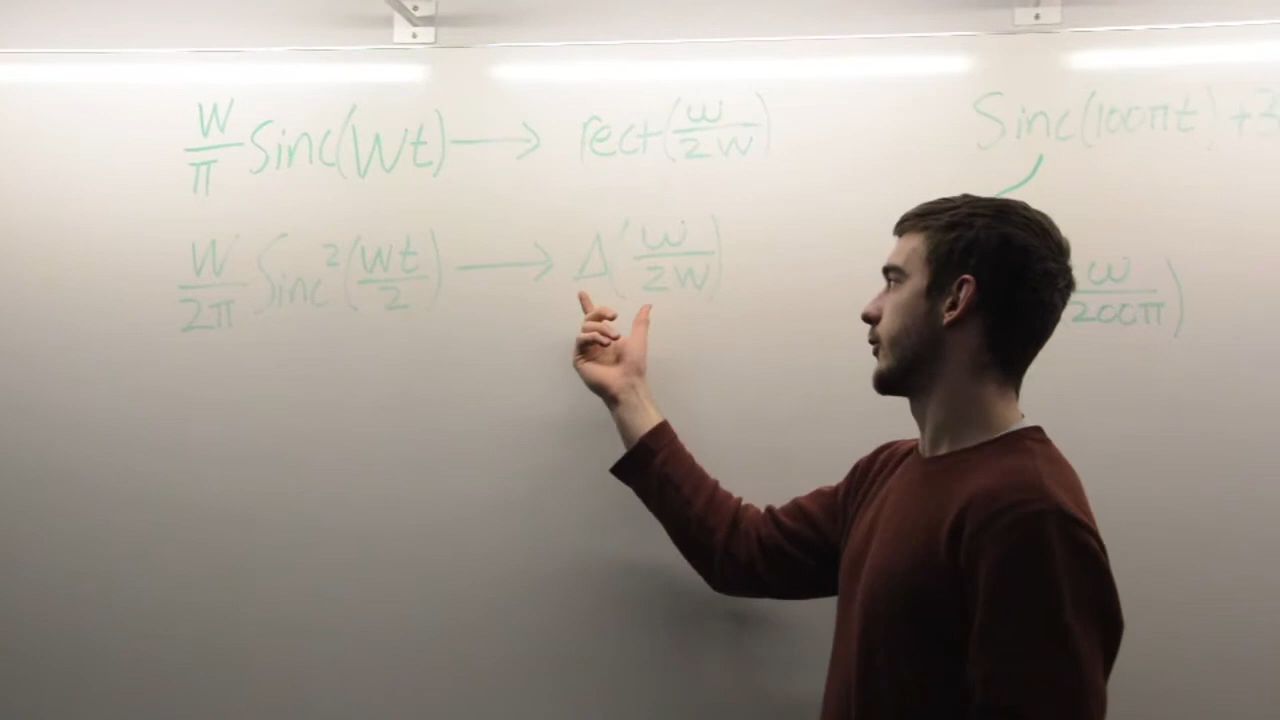 W/π Sinc(Wt) → rect(ω/2W)
W/2π Sinc²(Wt/2) → Δ(ω/2W)
Sinc(100πt) + 3
ω/200π)